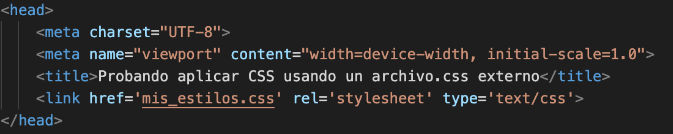 <head>
<meta charset="UTF-8">
<meta name="viewport" content="width=device-width, initial-scale=1.0">
<title>Probando aplicar CSS usando un archivo.css externo</title>
<link href='mis_estilos.css' rel='stylesheet' type='text/css'>
</head>